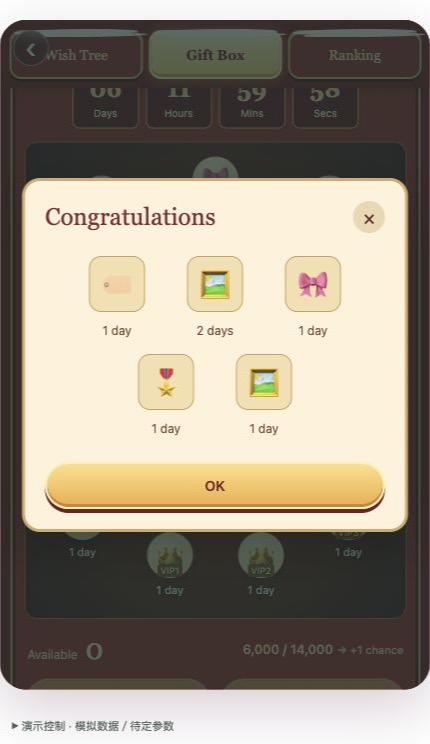 Wish Tree
Gift Box
Ranking
06 11 59 58
Days Hours Mins Secs
Congratulations
×
1 day 2 days 1 day
1 day 1 day
OK
1 day 1 day
VIP1 VIP2
1 day 1 day
Available 0
6,000 / 14,000 → +1 chance
▶ 演示控制 · 模拟数据 / 待定参数